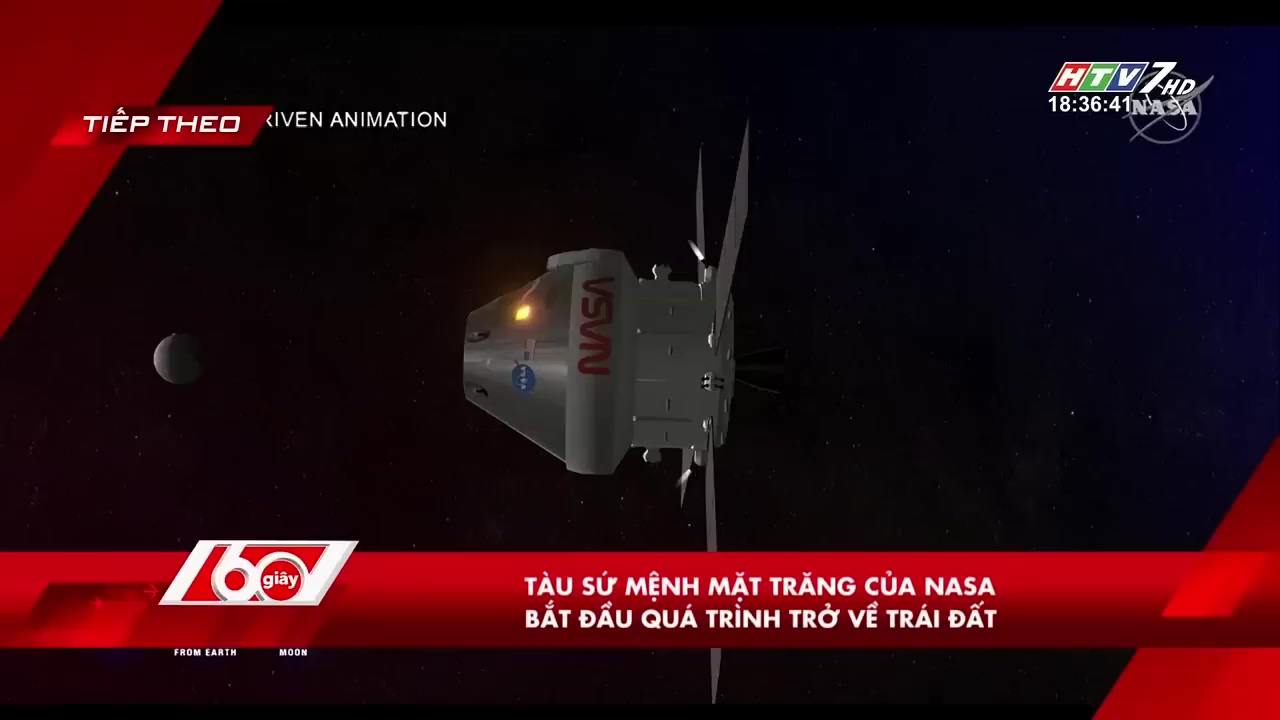 HTV7 HD
18:36:41
NASA
TIẾP THEO
RIVEN ANIMATION
NASA
NASA
60 giây
TÀU SỨ MỆNH MẶT TRĂNG CỦA NASA
BẮT ĐẦU QUÁ TRÌNH TRỞ VỀ TRÁI ĐẤT
FROM EARTH MOON